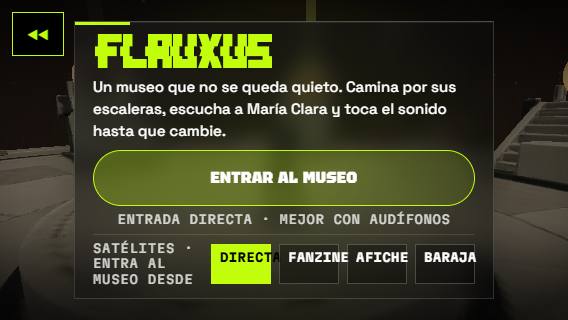 FLAUXUS
Un museo que no se queda quieto. Camina por sus
escaleras, escucha a María Clara y toca el sonido
hasta que cambie.
ENTRAR AL MUSEO
ENTRADA DIRECTA · MEJOR CON AUDÍFONOS
SATÉLITES ·
ENTRA AL
MUSEO DESDE
DIRECTA FANZINE AFICHE BARAJA